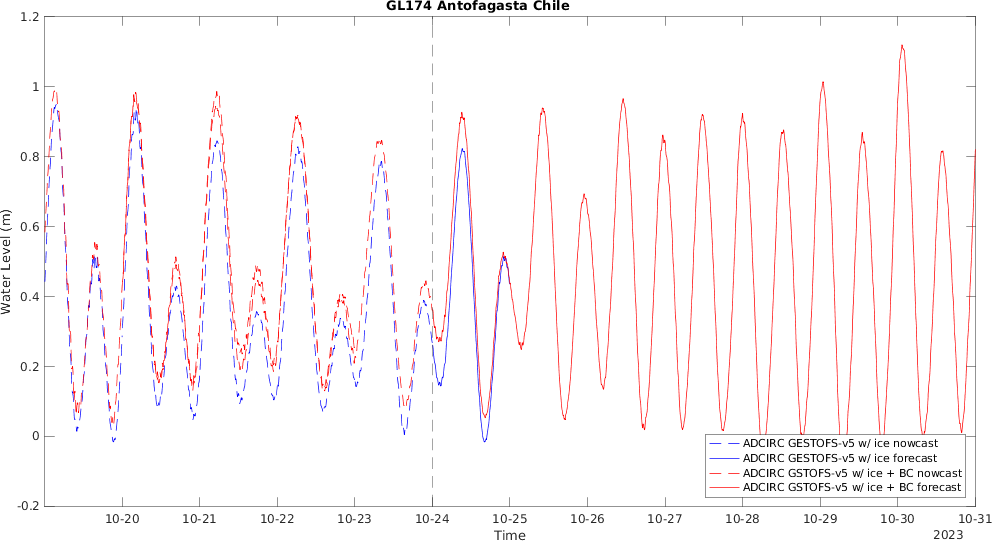 GL174 Antofagasta Chile
1.2
1
0.8
0.6
0.4
0.2
0
-0.2
Water Level (m)
10-20 10-21 10-22 10-23 10-24 10-25 10-26 10-27 10-28 10-29 10-30 10-31
Time
2023
ADCIRC GESTOFS-v5 w/ ice nowcast
ADCIRC GESTOFS-v5 w/ ice forecast
ADCIRC GSTOFS-v5 w/ ice + BC nowcast
ADCIRC GSTOFS-v5 w/ ice + BC forecast